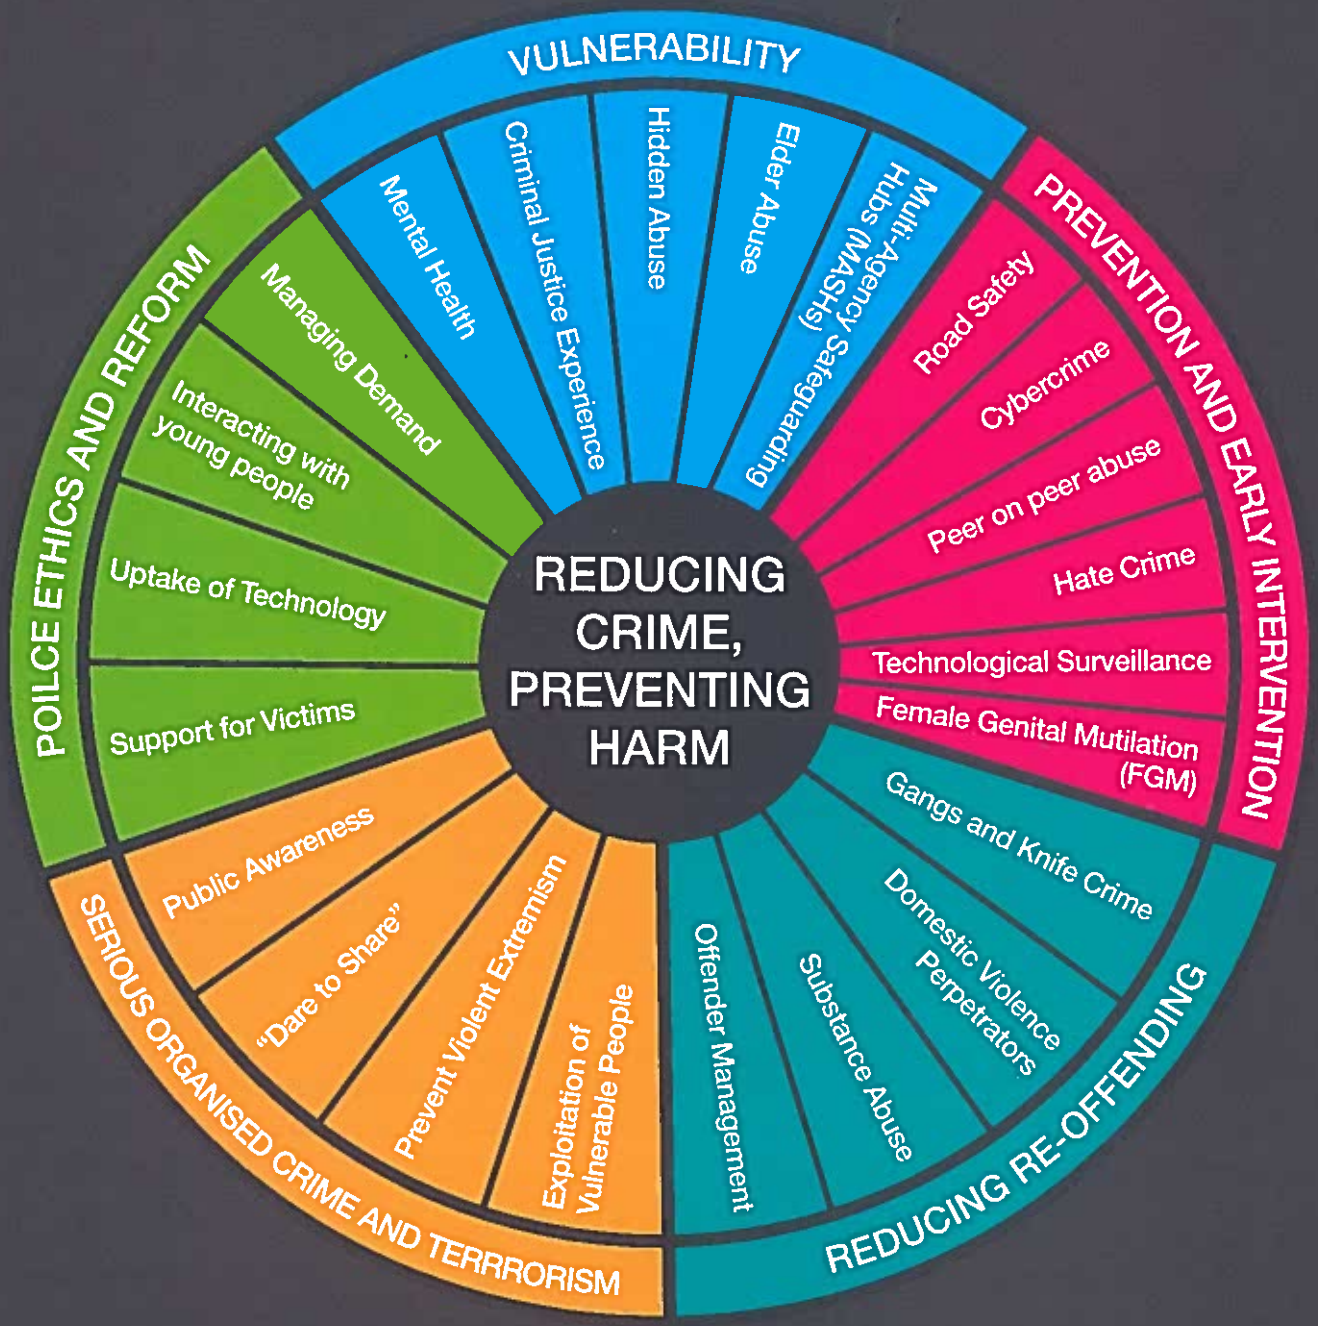 VULNERABILITY
Mental Health
Criminal Justice Experience
Hidden Abuse
Elder Abuse
Multi-Agency Safeguarding
Hubs (MASHs)
PREVENTION AND EARLY INTERVENTION
Road Safety
Cybercrime
Peer on peer abuse
Hate Crime
Technological Surveillance
Female Genital Mutilation
(FGM)
REDUCING RE-OFFENDING
Gangs and Knife Crime
Domestic Violence
Perpetrators
Substance Abuse
Offender Management
SERIOUS ORGANISED CRIME AND TERRRORISM
Exploitation of
Vulnerable People
Prevent Violent Extremism
“Dare to Share”
Public Awareness
POILCE ETHICS AND REFORM
Support for Victims
Uptake of Technology
Interacting with
young people
Managing Demand
REDUCING
CRIME,
PREVENTING
HARM